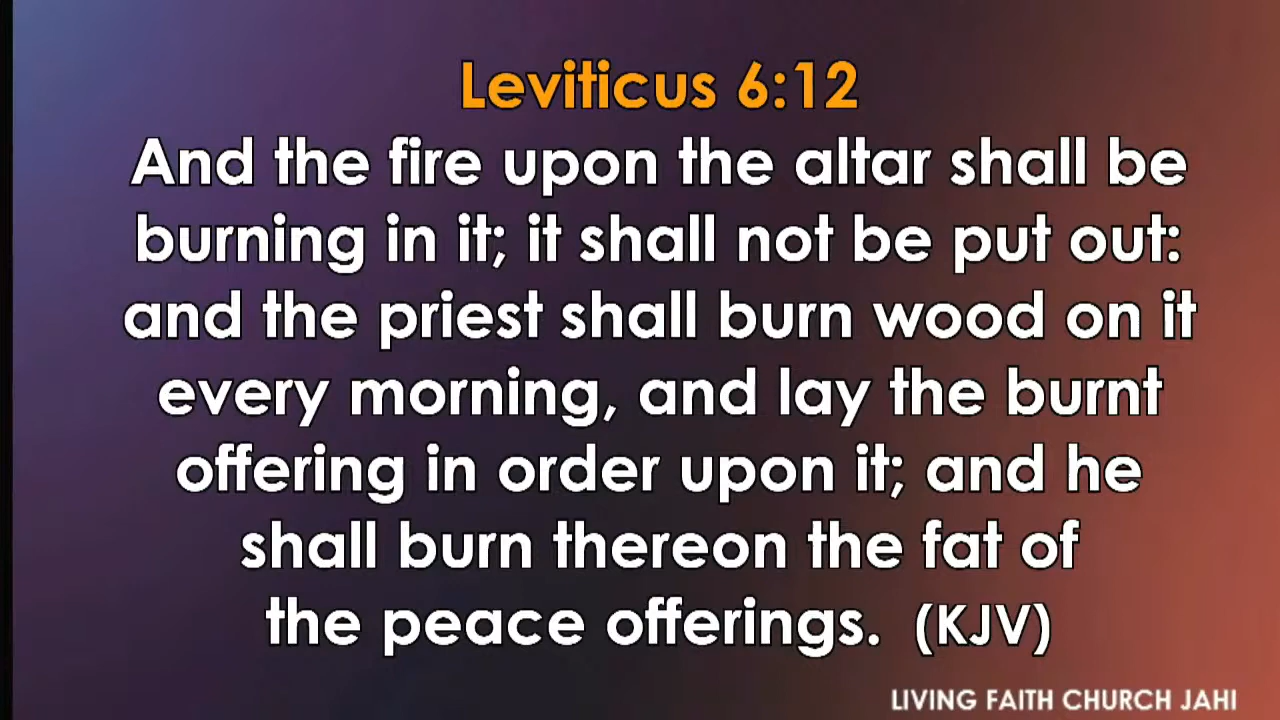 Leviticus 6:12
And the fire upon the altar shall be
burning in it; it shall not be put out:
and the priest shall burn wood on it
every morning, and lay the burnt
offering in order upon it; and he
shall burn thereon the fat of
the peace offerings. (KJV)
LIVING FAITH CHURCH JAHI